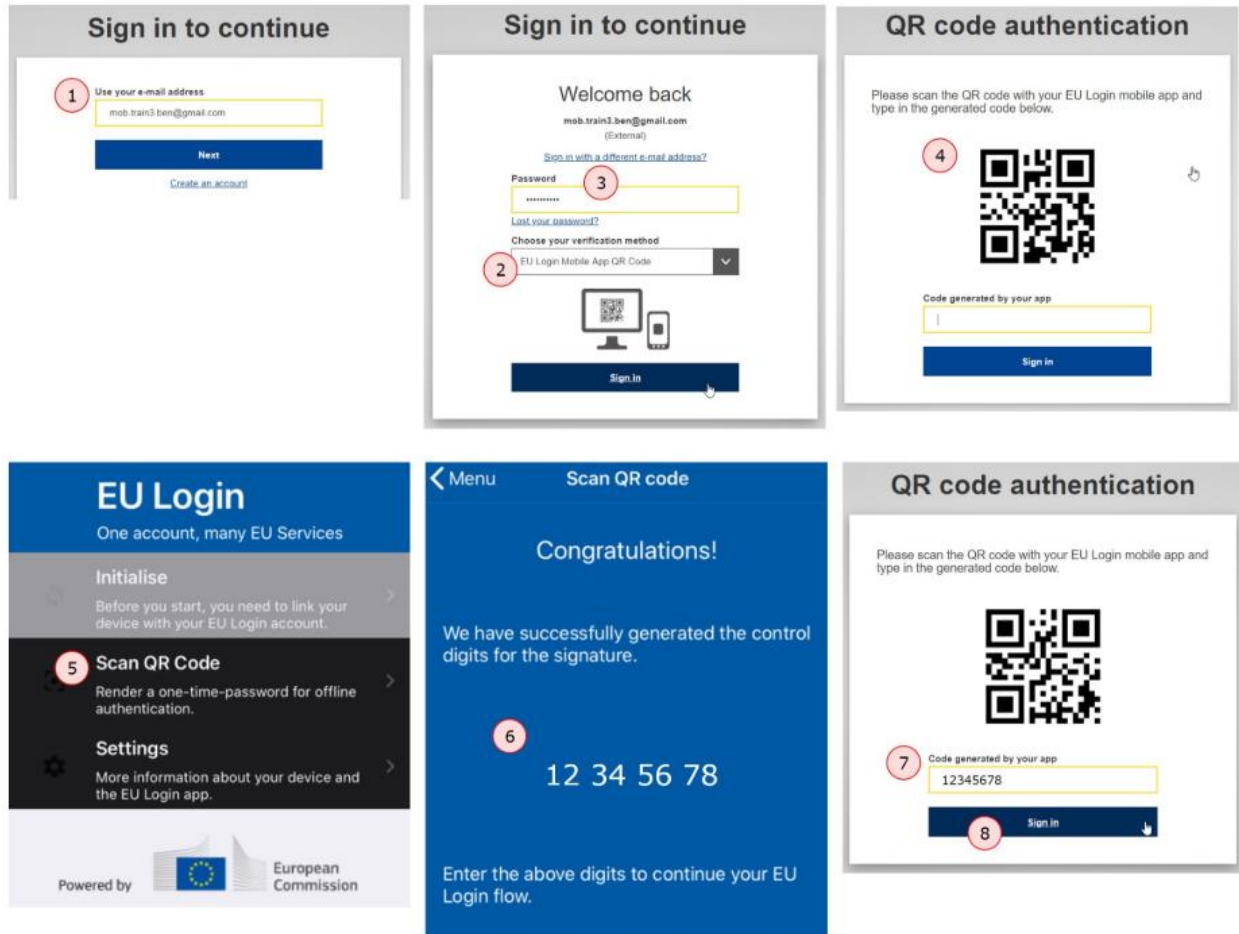 Sign in to continue
1
Use your e-mail address
mob.train3.ben@gmail.com
Next
Create an account
Sign in to continue
Welcome back
mob.train3.ben@gmail.com
(External)
Sign in with a different e-mail address?
Password
3
••••••••••
Lost your password?
Choose your verification method
2
EU Login Mobile App QR Code
Sign in
QR code authentication
Please scan the QR code with your EU Login mobile app and
type in the generated code below.
4
Code generated by your app
Sign in
EU Login
One account, many EU Services
Initialise
Before you start, you need to link your
device with your EU Login account.
5
Scan QR Code
Render a one-time-password for offline
authentication.
Settings
More information about your device and
the EU Login app.
Powered by
European
Commission
Menu
Scan QR code
Congratulations!
We have successfully generated the control
digits for the signature.
6
12 34 56 78
Enter the above digits to continue your EU
Login flow.
QR code authentication
Please scan the QR code with your EU Login mobile app and
type in the generated code below.
7
Code generated by your app
12345678
Sign in
8